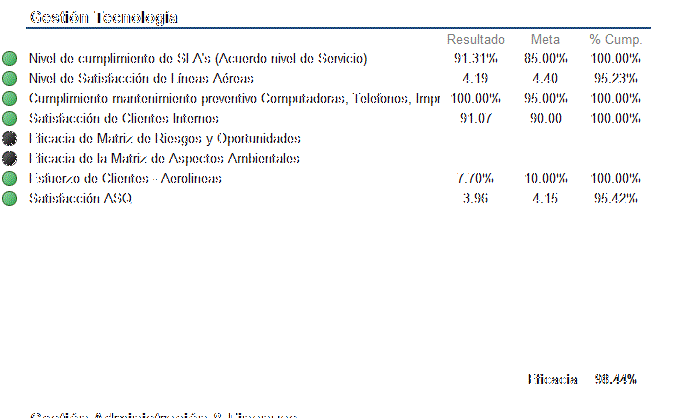 Gestión Tecnología
Resultado Meta % Cump.
Nivel de cumplimiento de SLA's (Acuerdo nivel de Servicio) 91.31% 85.00% 100.00%
Nivel de Satisfacción de Líneas Aéreas 4.19 4.40 95.23%
Cumplimiento mantenimiento preventivo Computadoras, Telefonos, Impr 100.00% 95.00% 100.00%
Satisfacción de Clientes Internos 91.07 90.00 100.00%
Eficacia de Matriz de Riesgos y Oportunidades
Eficacia de la Matriz de Aspectos Ambientales
Esfuerzo de Clientes - Aerolineas 7.70% 10.00% 100.00%
Satisfacción ASQ 3.96 4.15 95.42%
Eficacia 98.44%
Gestión Administración & Finanzas